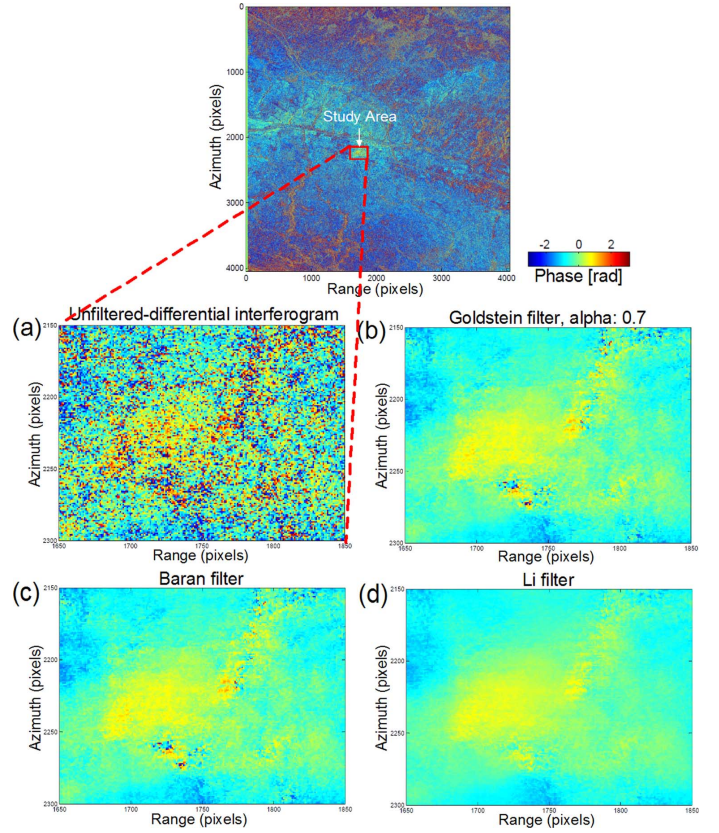 0
1000
2000
3000
4000
Azimuth (pixels)
Study Area
0 1000 2000 3000 4000
Range (pixels)
-2 0 2
Phase [rad]
(a) Unfiltered-differential interferogram
2150
2200
2250
2300
Azimuth (pixels)
1650 1700 1750 1800 1850
Range (pixels)
(b) Goldstein filter, alpha: 0.7
2150
2200
2250
2300
Azimuth (pixels)
1650 1700 1750 1800 1850
Range (pixels)
(c) Baran filter
2150
2200
2250
2300
Azimuth (pixels)
1650 1700 1750 1800 1850
Range (pixels)
(d) Li filter
2150
2200
2250
2300
Azimuth (pixels)
1650 1700 1750 1800 1850
Range (pixels)